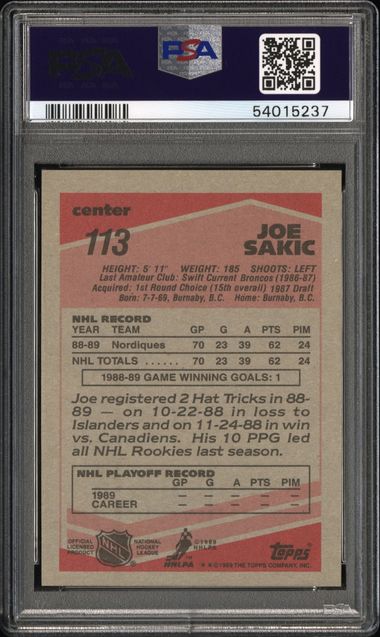 PSA PSA
54015237
center
113 JOE
SAKIC
HEIGHT: 5' 11" WEIGHT: 185 SHOOTS: LEFT
Last Amateur Club: Swift Current Broncos (1986-87)
Acquired: 1st Round Choice (15th overall) 1987 Draft
Born: 7-7-69, Burnaby, B.C. Home: Burnaby, B.C.
NHL RECORD
YEAR TEAM GP G A PTS PIM
88-89 Nordiques 70 23 39 62 24
NHL TOTALS . . . . . . 70 23 39 62 24
1988-89 GAME WINNING GOALS: 1
Joe registered 2 Hat Tricks in 88-
89 — on 10-22-88 in loss to
Islanders and on 11-24-88 in win
vs. Canadiens. His 10 PPG led
all NHL Rookies last season.
NHL PLAYOFF RECORD
GP G A PTS PIM
1989 — — — — —
CAREER — — — — —
OFFICIAL LICENSED PRODUCT NHL NATIONAL HOCKEY LEAGUE NHLPA ©1989 NHLPA topps
★ ★ ©1989 THE TOPPS COMPANY, INC.